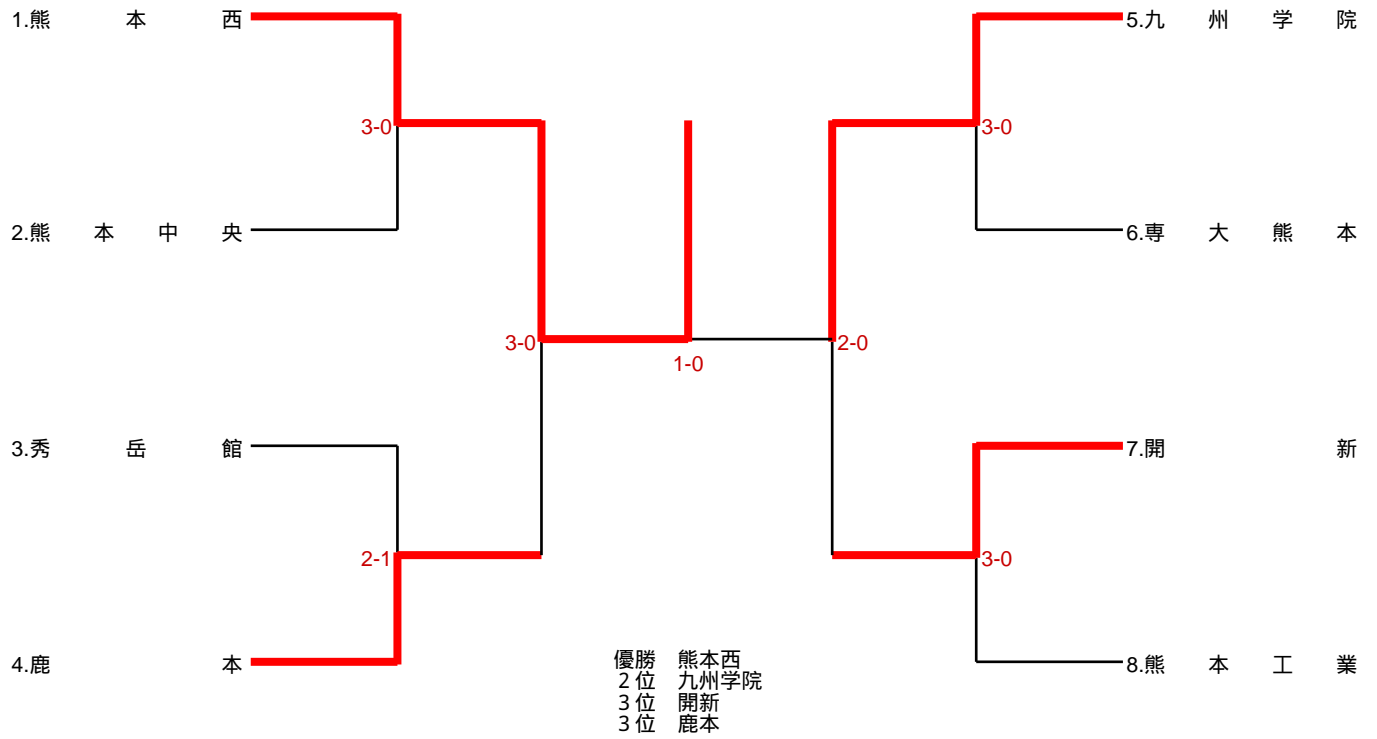 1.熊本西
5.九州学院
3-0
3-0
2.熊本中央
6.専大熊本
3-0
2-0
1-0
3.秀岳館
7.開新
2-1
3-0
4.鹿本
8.熊本工業
優勝 熊本西
2位 九州学院
3位 開新
3位 鹿本